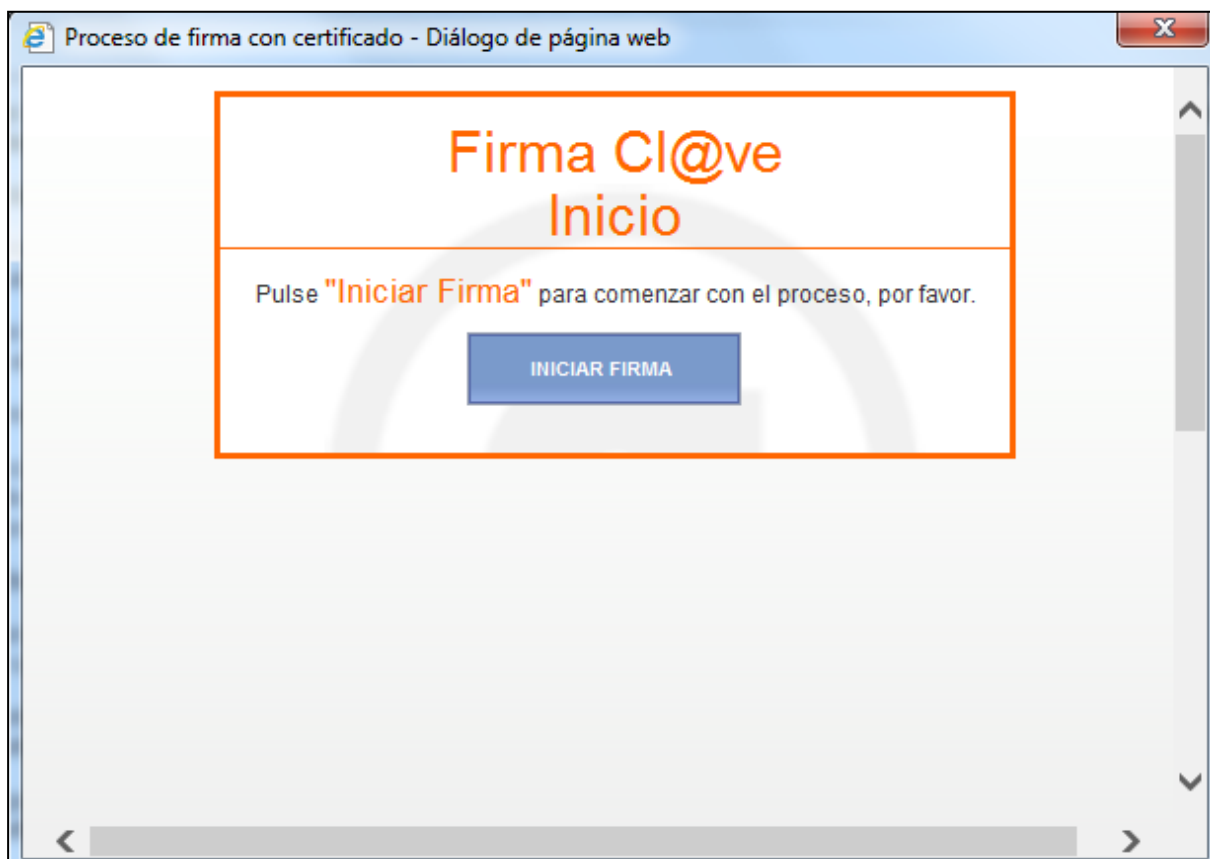 Proceso de firma con certificado - Diálogo de página web
Firma Cl@ve
Inicio
Pulse "Iniciar Firma" para comenzar con el proceso, por favor.
INICIAR FIRMA